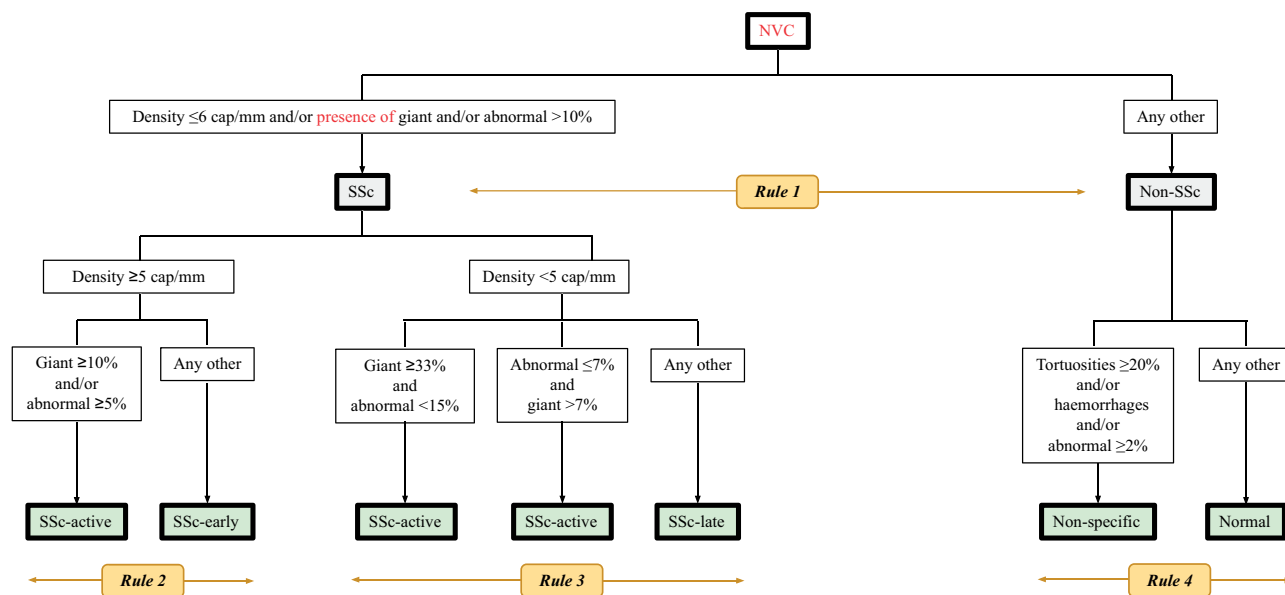 NVC
Density ≤6 cap/mm and/or presence of giant and/or abnormal >10%
Any other
SSc
Rule 1
Non-SSc
Density ≥5 cap/mm
Density <5 cap/mm
Giant ≥10%
and/or
abnormal ≥5%
Any other
Giant ≥33%
and
abnormal <15%
Abnormal ≤7%
and
giant >7%
Any other
Tortuosities ≥20%
and/or
haemorrhages
and/or
abnormal ≥2%
Any other
SSc-active
SSc-early
SSc-active
SSc-active
SSc-late
Non-specific
Normal
Rule 2
Rule 3
Rule 4